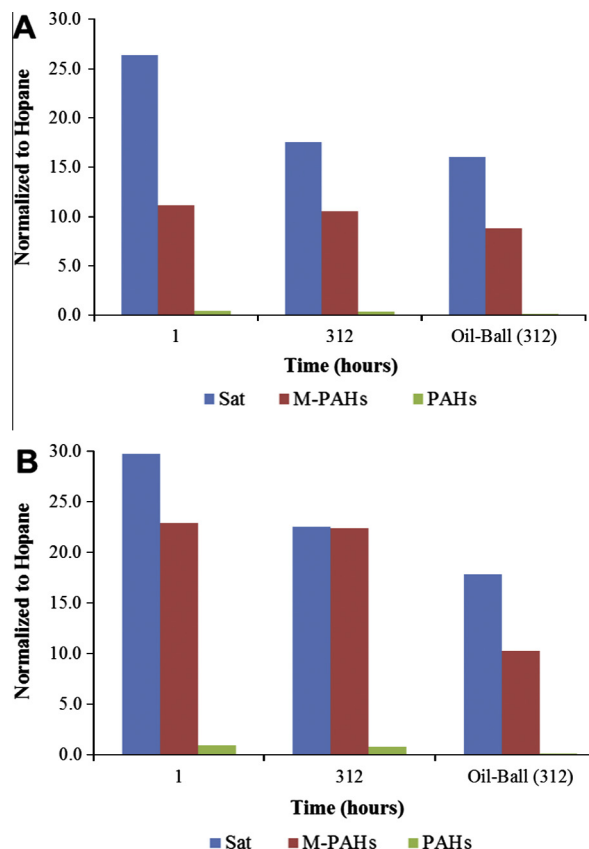 A
30.0
25.0
20.0
15.0
10.0
5.0
0.0
Normalized to Hopane
1 312 Oil-Ball (312)
Time (hours)
Sat M-PAHs PAHs
B
30.0
25.0
20.0
15.0
10.0
5.0
0.0
Normalized to Hopane
1 312 Oil-Ball (312)
Time (hours)
Sat M-PAHs PAHs